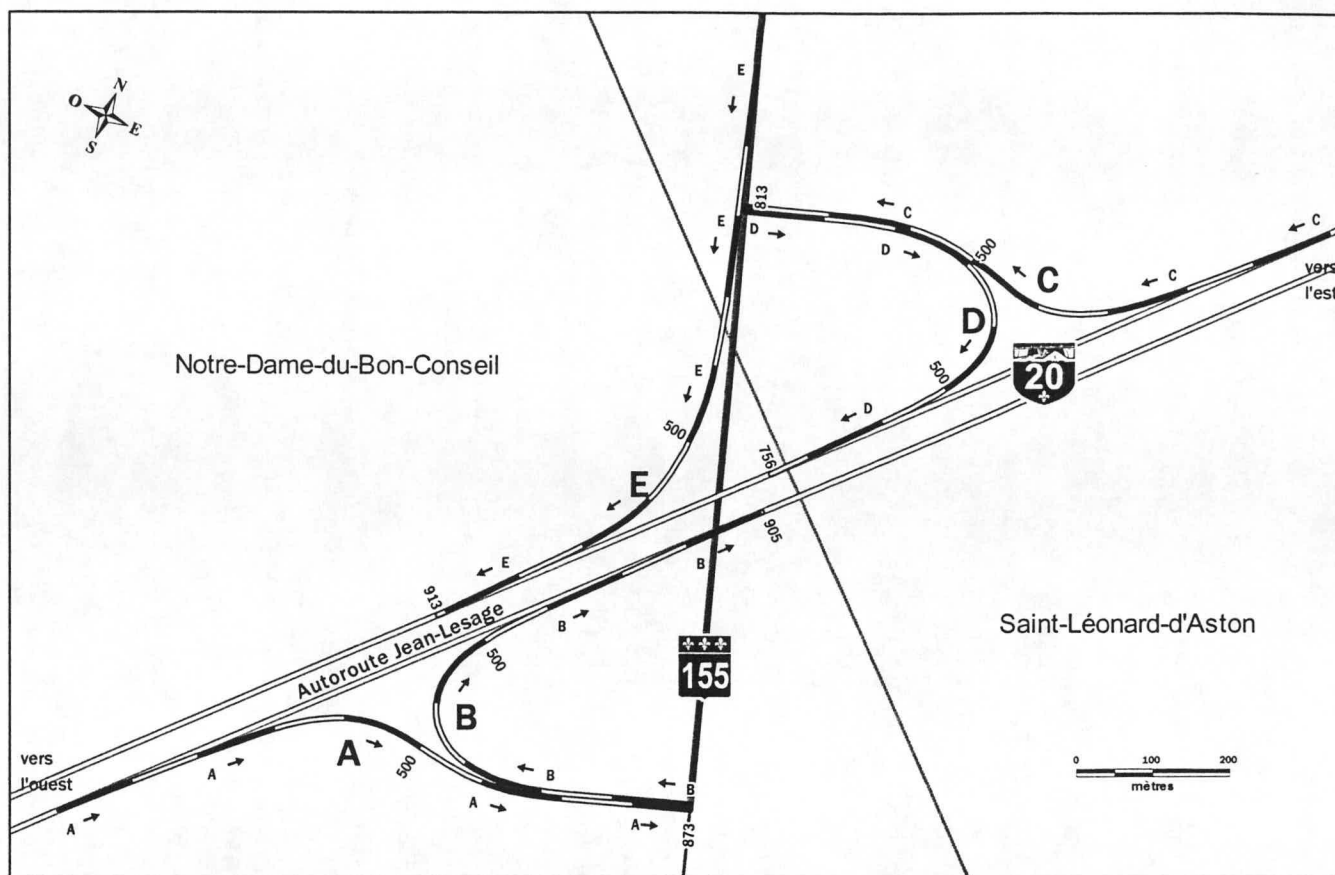 N
O
E
S
E
E
813
D
D
C
500
C
C
C
vers
l'est
D
500
20
D
E
500
756
905
E
Notre-Dame-du-Bon-Conseil
E
913
Autoroute Jean-Lesage
B
B
500
155
Saint-Léonard-d'Aston
B
A
500
A
B
B
A
A
A
873
vers
l'ouest
0 100 200
mètres